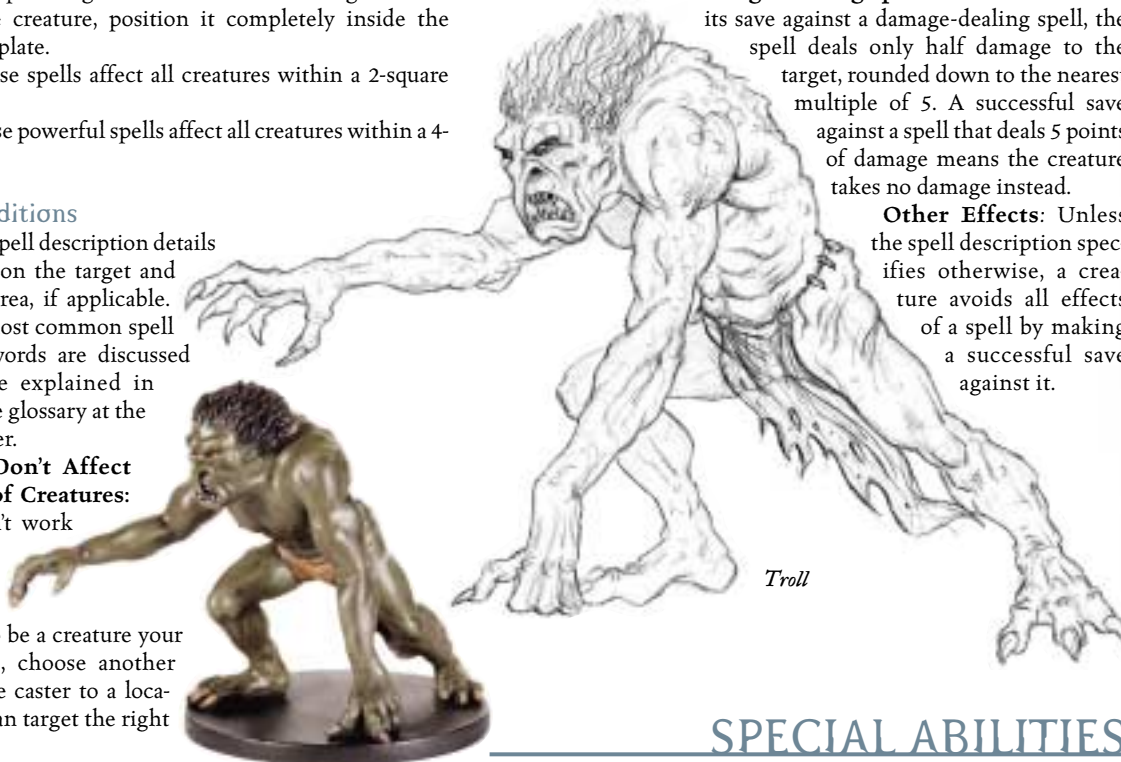 e creature, position it completely inside the
plate.
se spells affect all creatures within a 2-square
se powerful spells affect all creatures within a 4-
ditions
pell description details
on the target and
rea, if applicable.
ost common spell
words are discussed
e explained in
e glossary at the
er.
Don't Affect
of Creatures:
't work
be a creature your
, choose another
e caster to a loca-
an target the right
its save against a damage-dealing spell, the
spell deals only half damage to the
target, rounded down to the nearest
multiple of 5. A successful save
against a spell that deals 5 points
of damage means the creature
takes no damage instead.
Other Effects: Unless
the spell description spec-
ifies otherwise, a crea-
ture avoids all effects
of a spell by making
a successful save
against it.
Troll
SPECIAL ABILITIES